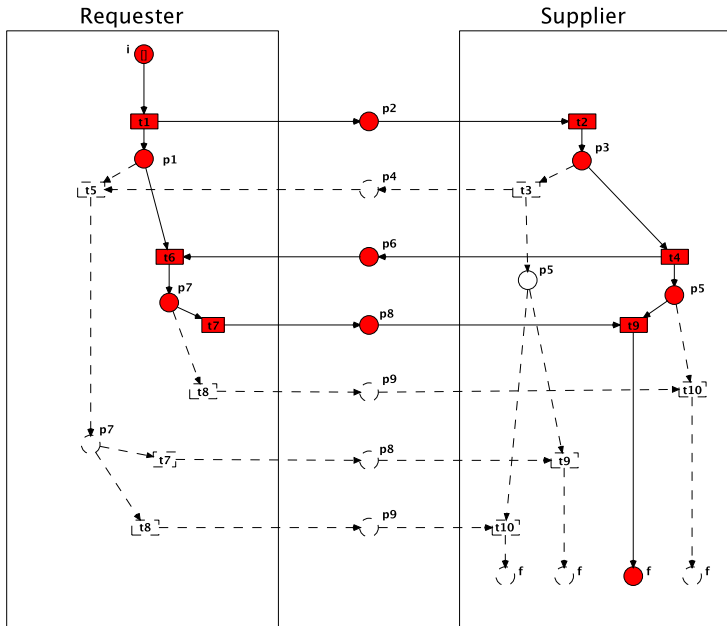 Requester Supplier
i
t1 p2 t2
p1 p3
t5 p4 t3
t6 p6 t4
p7 p5 p5
t7 p8 t9
t8 p9 t10
p7
t7 p8 t9
t8 p9 t10
f f f f